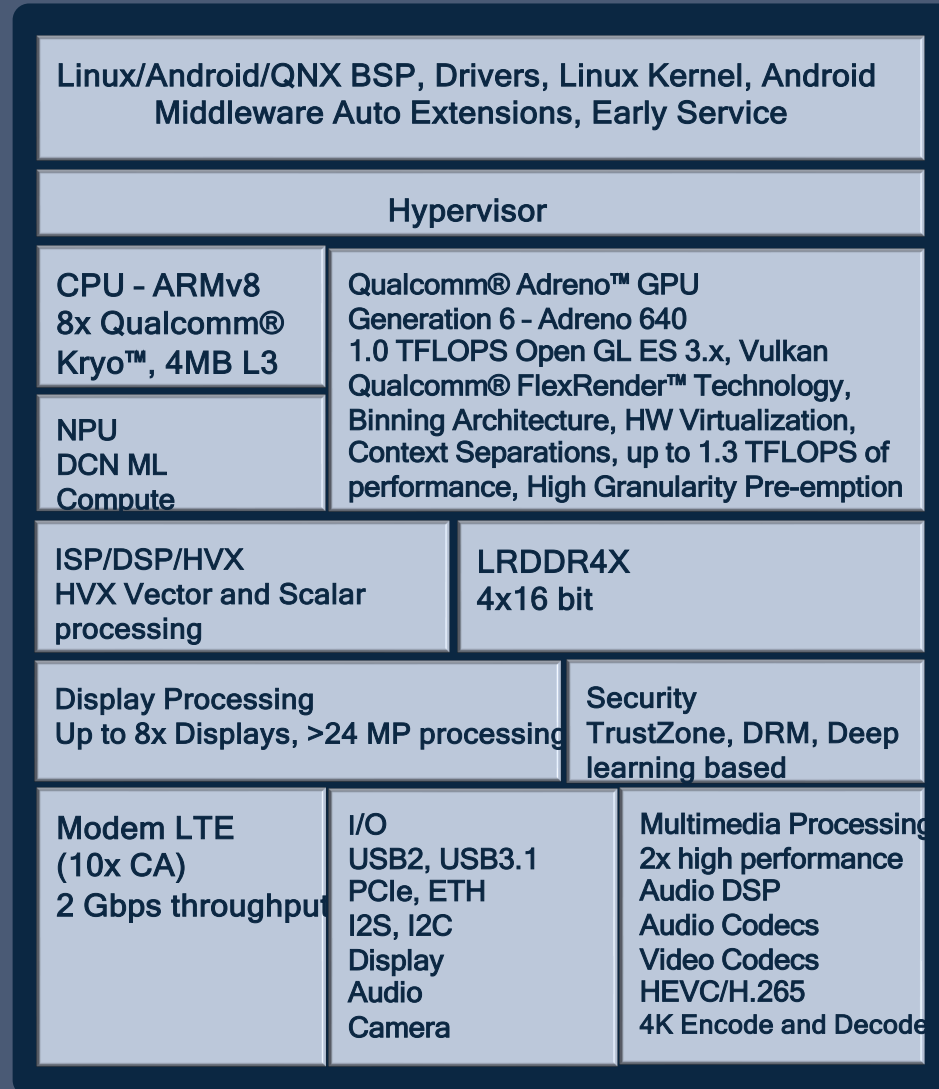 Linux/Android/QNX BSP, Drivers, Linux Kernel, Android
Middleware Auto Extensions, Early Service
Hypervisor
CPU – ARMv8
8x Qualcomm®
Kryo™, 4MB L3
NPU
DCN ML
Compute
Qualcomm® Adreno™ GPU
Generation 6 – Adreno 640
1.0 TFLOPS Open GL ES 3.x, Vulkan
Qualcomm® FlexRender™ Technology,
Binning Architecture, HW Virtualization,
Context Separations, up to 1.3 TFLOPS of
performance, High Granularity Pre-emption
ISP/DSP/HVX
HVX Vector and Scalar
processing
LRDDR4X
4x16 bit
Display Processing
Up to 8x Displays, >24 MP processing
Security
TrustZone, DRM, Deep
learning based
Modem LTE
(10x CA)
2 Gbps throughput
I/O
USB2, USB3.1
PCIe, ETH
I2S, I2C
Display
Audio
Camera
Multimedia Processing
2x high performance
Audio DSP
Audio Codecs
Video Codecs
HEVC/H.265
4K Encode and Decode